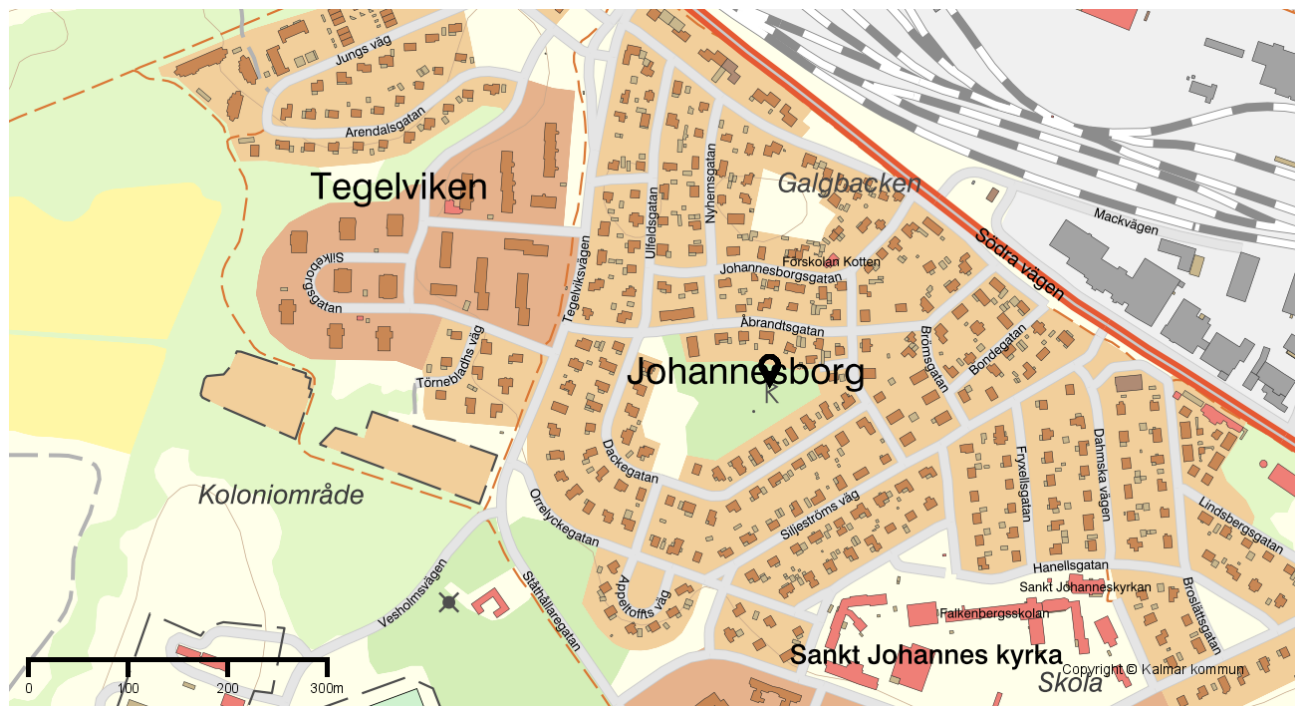 Jungs väg
Arendalsgatan
Tegelviken
Galgbacken
Ulfeldsgatan
Nyhemsgatan
Mackvägen
Södra vägen
Silkeborgsgatan
Tegelviksvägen
Förskolan Kotten
Johannesborgsgatan
Åbrandtsgatan
Törnebladhs väg
Johannesborg
K
Brömsgatan
Bondegatan
Dackegatan
Koloniområde
Orrelyckegatan
Siljeströms väg
Fryxellsgatan
Dahmska vägen
Lindsbergsgatan
Vesholmsvägen
Ståthållaregatan
Appeltoffts väg
Hanellsgatan
Sankt Johanneskyrkan
Falkenbergsskolan
Broslättsgatan
Sankt Johannes kyrka
Copyright © Kalmar kommun
Skola
0 100 200 300m